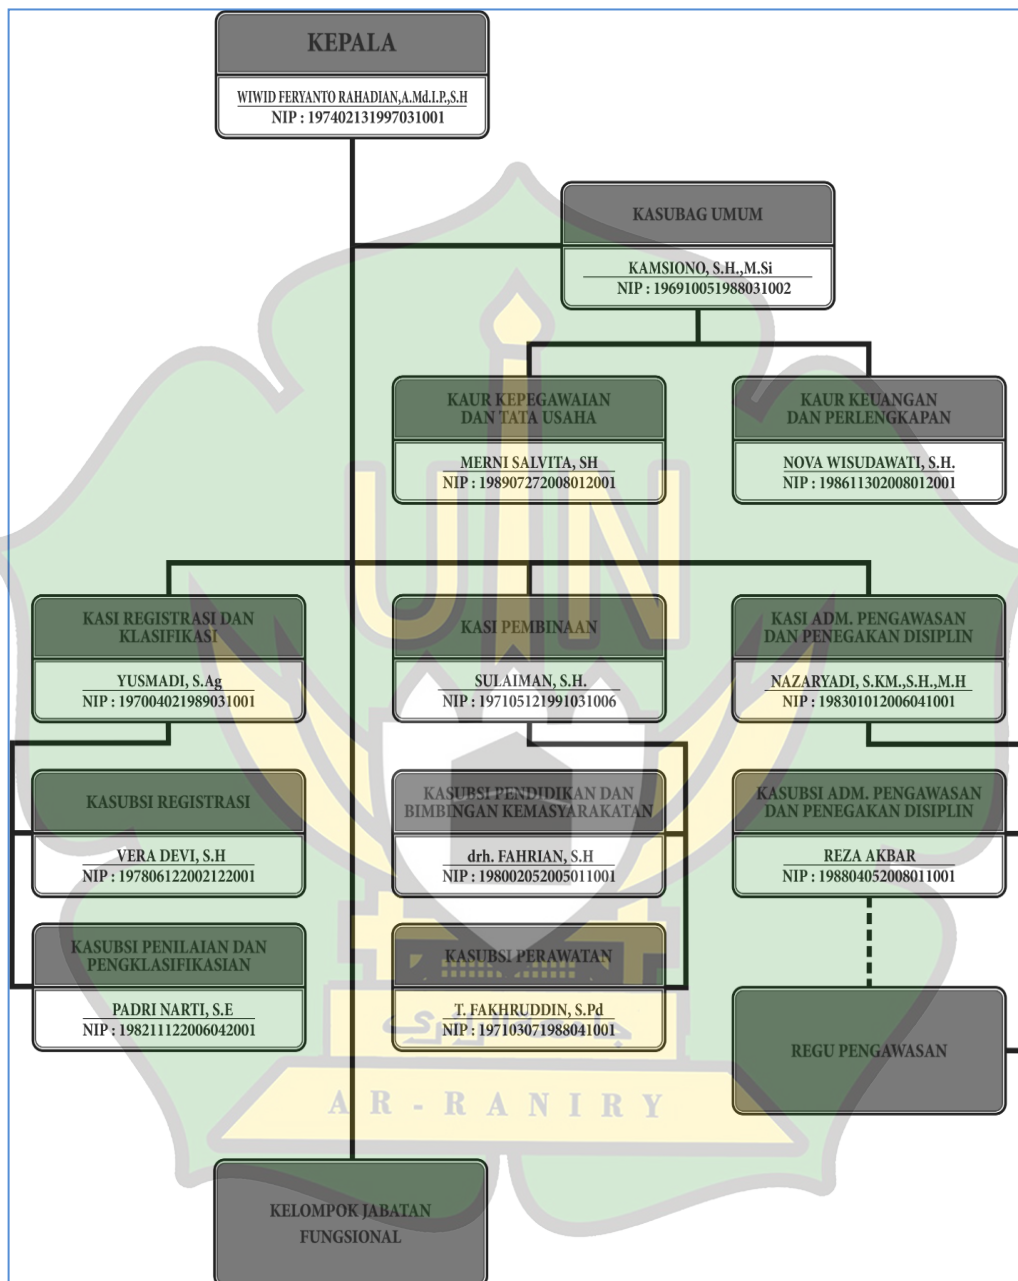 KEPALA
WIWID FERYANTO RAHADIAN,A.Md.I.P.,S.H
NIP : 197402131997031001
KASUBAG UMUM
KAMSIONO, S.H.,M.Si
NIP : 196910051988031002
KAUR KEPEGAWAIAN
DAN TATA USAHA
MERNI SALVITA, SH
NIP : 198907272008012001
KAUR KEUANGAN
DAN PERLENGKAPAN
NOVA WISUDAWATI, S.H.
NIP : 198611302008012001
UIN
KASI REGISTRASI DAN
KLASIFIKASI
YUSMADI, S.Ag
NIP : 197004021989031001
KASI PEMBINAAN
SULAIMAN, S.H.
NIP : 197105121991031006
KASI ADM. PENGAWASAN
DAN PENEGAKAN DISIPLIN
NAZARYADI, S.KM.,S.H.,M.H
NIP : 198301012006041001
KASUBSI REGISTRASI
VERA DEVI, S.H
NIP : 197806122002122001
KASUBSI PENDIDIKAN DAN
BIMBINGAN KEMASYARAKATAN
drh. FAHRIAN, S.H
NIP : 198002052005011001
KASUBSI ADM. PENGAWASAN
DAN PENEGAKAN DISIPLIN
REZA AKBAR
NIP : 198804052008011001
KASUBSI PENILAIAN DAN
PENGKLASIFIKASIAN
PADRI NARTI, S.E
NIP : 198211122006042001
KASUBSI PERAWATAN
T. FAKHRUDDIN, S.Pd
NIP : 197103071988041001
REGU PENGAWASAN
جامعة الرانري
AR-RANIRY
KELOMPOK JABATAN
FUNGSIONAL